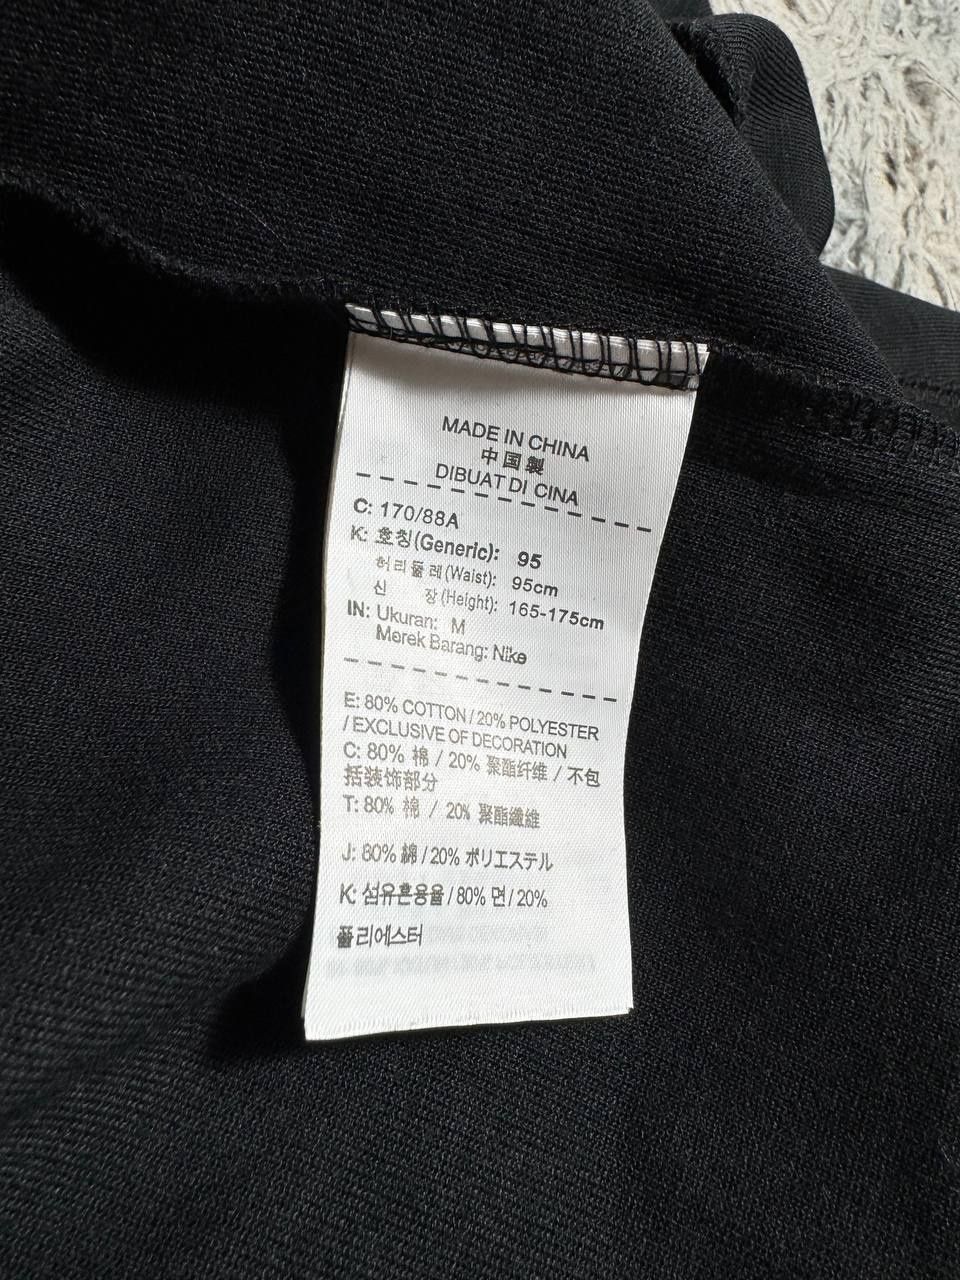 MADE IN CHINA
中国製
DIBUAT DI CINA
C: 170/88A
K: 호칭(Generic): 95
허리둘레(Waist): 95cm
신 장(Height): 165-175cm
IN: Ukuran: M
Merek Barang: Nike
E: 80% COTTON / 20% POLYESTER
/ EXCLUSIVE OF DECORATION
C: 80% 棉 / 20% 聚酯纤维 / 不包
括装饰部分
T: 80% 棉 / 20% 聚酯纖維
J: 80% 綿 / 20% ポリエステル
K: 섬유혼용율 / 80% 면 / 20%
폴리에스터